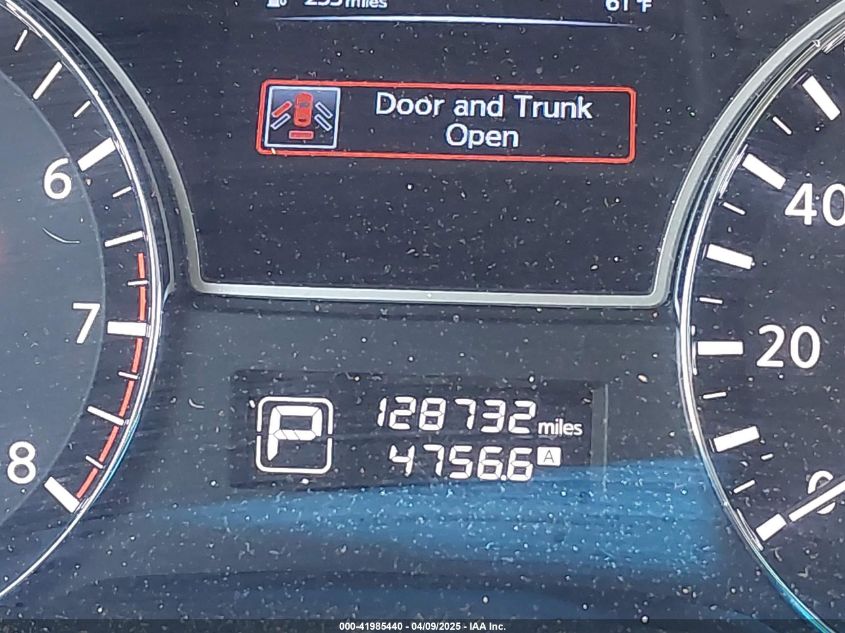 miles
61°F
Door and Trunk
Open
6
7
8
40
20
0
P
128732 miles
4756.6 A
000-41985440 - 04/09/2025 - IAA Inc.